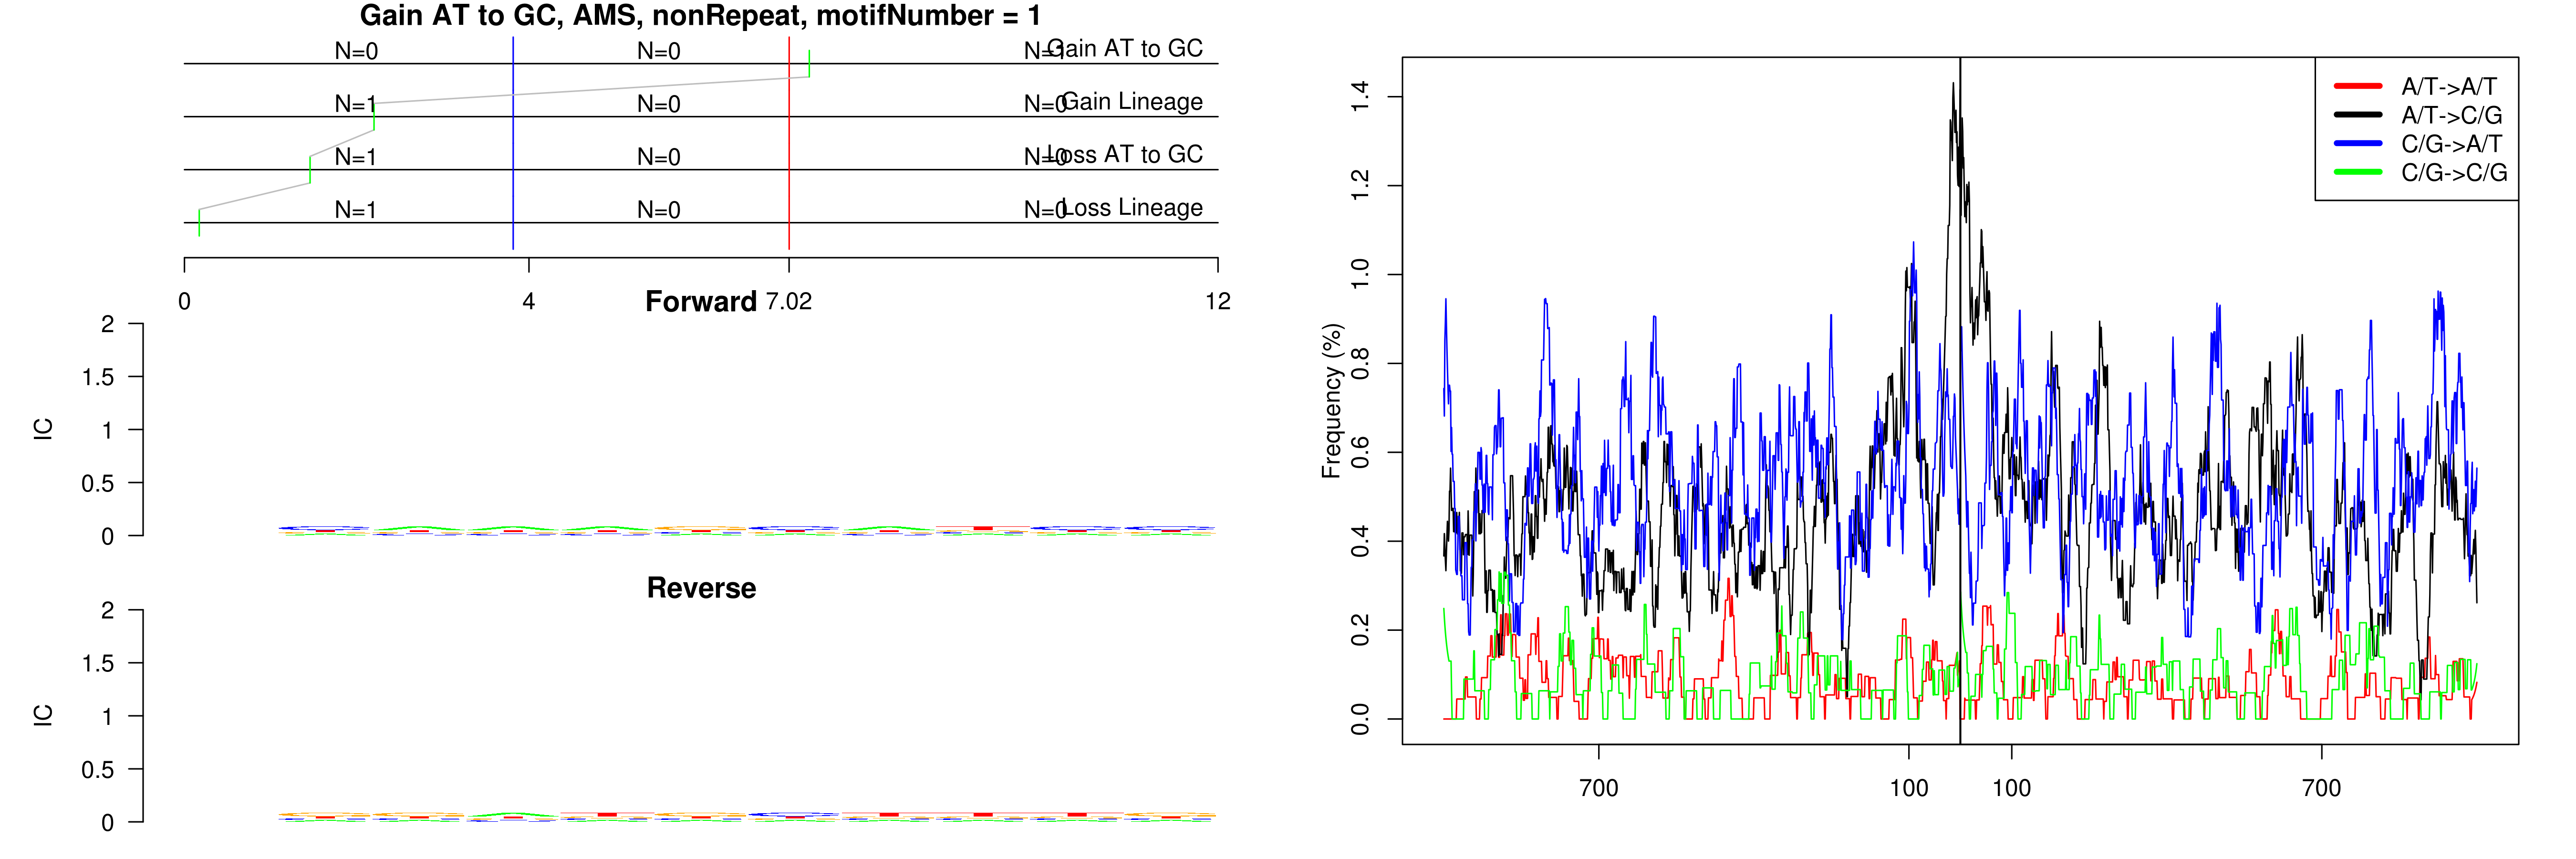 Gain AT to GC, AMS, nonRepeat, motifNumber = 1
N=0 N=0 N=1 Gain AT to GC
N=1 N=0 N=0 Gain Lineage
N=1 N=0 N=0 Loss AT to GC
N=1 N=0 N=0 Loss Lineage
0 4 7.02 12
Forward
2
1.5
1
0.5
0
IC
Reverse
2
1.5
1
0.5
0
IC
A/T->A/T
A/T->C/G
C/G->A/T
C/G->C/G
1.4
1.2
1.0
0.8
0.6
0.4
0.2
0.0
Frequency (%)
700 100 100 700